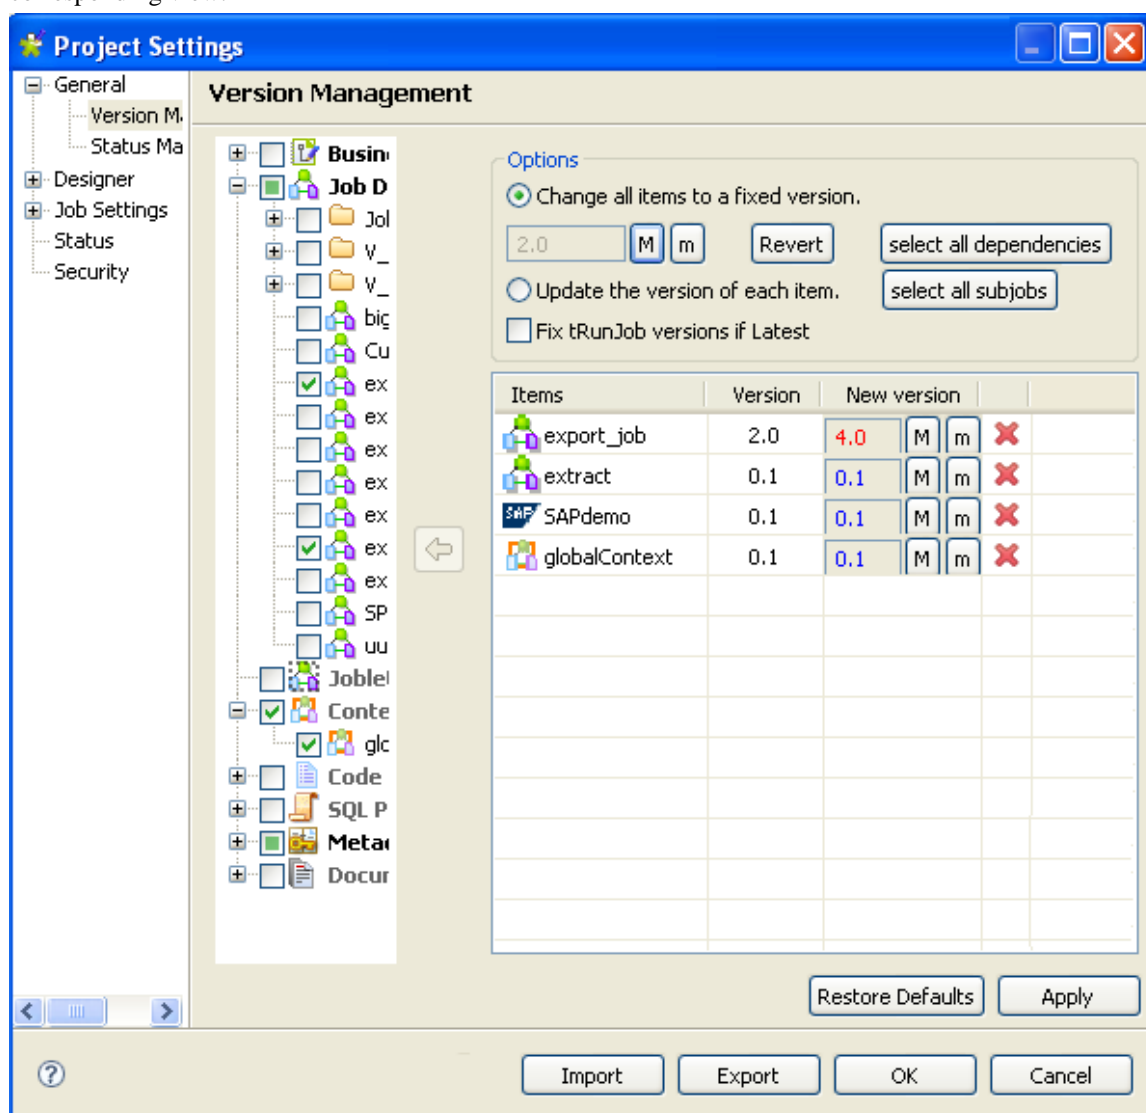 Project Settings
General
Version M
Status Ma
Designer
Job Settings
Status
Security
Version Management
Busin
Job D
Jol
V_
V_
big
Cu
ex
ex
ex
ex
ex
ex
ex
SP
uu
Joble
Conte
glo
Code
SQL P
Meta
Docur
Options
Change all items to a fixed version.
2.0 M m Revert select all dependencies
Update the version of each item. select all subjobs
Fix tRunJob versions if Latest
Items Version New version
export_job 2.0 4.0 M m
extract 0.1 0.1 M m
SAP SAPdemo 0.1 0.1 M m
globalContext 0.1 0.1 M m
Restore Defaults Apply
? Import Export OK Cancel